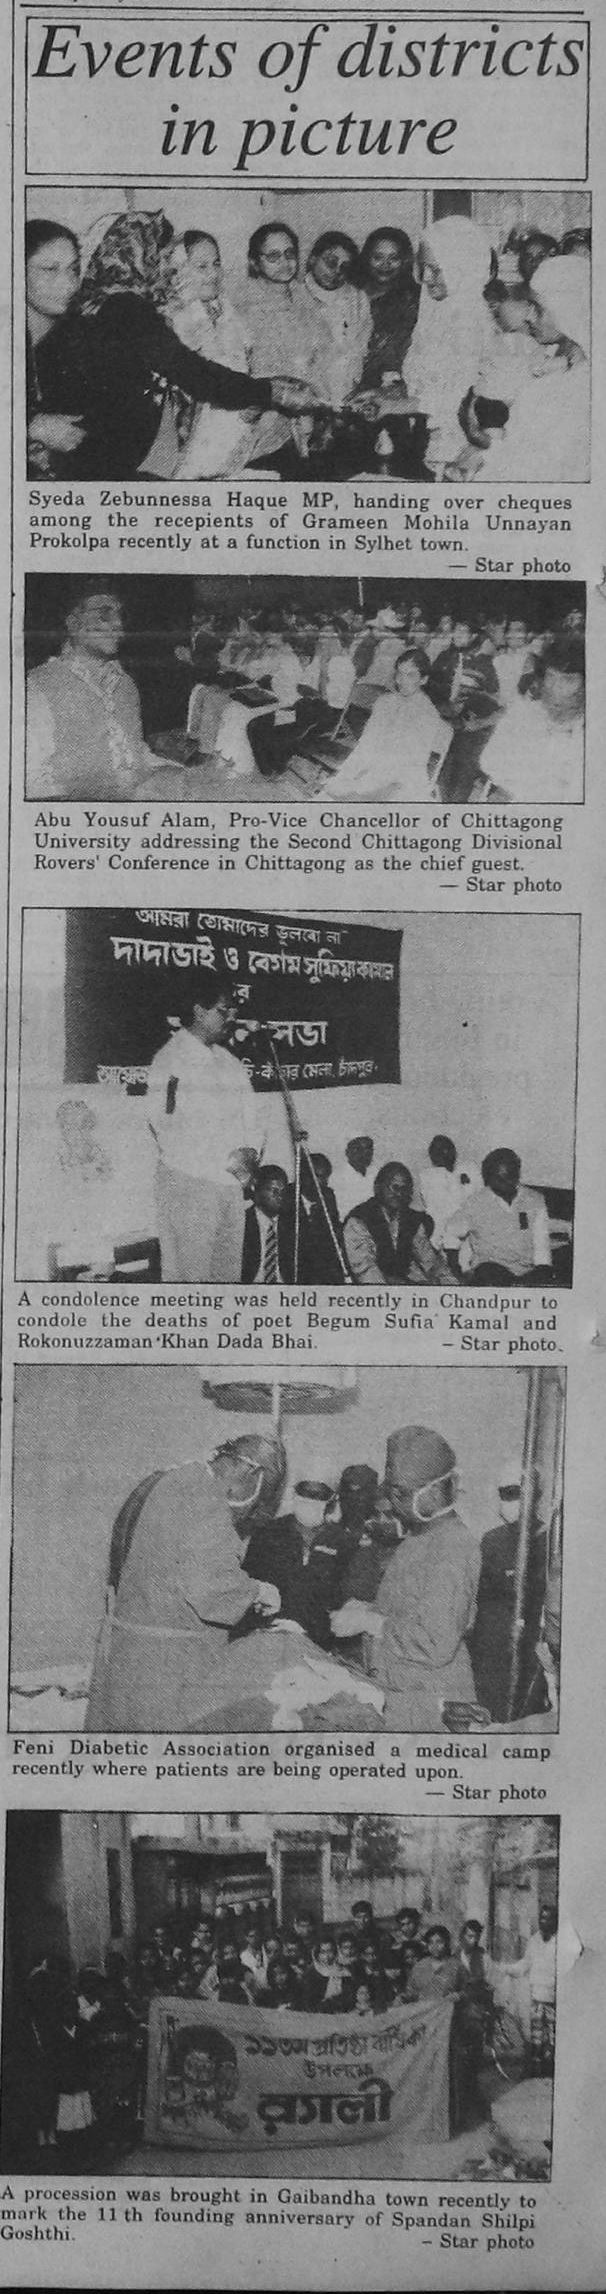 Events of districts
in picture
Syeda Zebunnessa Haque MP, handing over cheques
among the recepients of Grameen Mohila Unnayan
Prokolpa recently at a function in Sylhet town.
— Star photo
Abu Yousuf Alam, Pro-Vice Chancellor of Chittagong
University addressing the Second Chittagong Divisional
Rovers' Conference in Chittagong as the chief guest.
— Star photo
আমরা তোমাদের ভুলবো না
দাদাভাই ও বেগম সুফিয়া কামাল
র
সভা
মেলা, চাঁদপুর।
A condolence meeting was held recently in Chandpur to
condole the deaths of poet Begum Sufia Kamal and
Rokonuzzaman Khan Dada Bhai. – Star photo.
Feni Diabetic Association organised a medical camp
recently where patients are being operated upon.
— Star photo
১১তম প্রতিষ্ঠা বার্ষিকী
উপলক্ষে
র‍্যালী
A procession was brought in Gaibandha town recently to
mark the 11 th founding anniversary of Spandan Shilpi
Goshthi. – Star photo